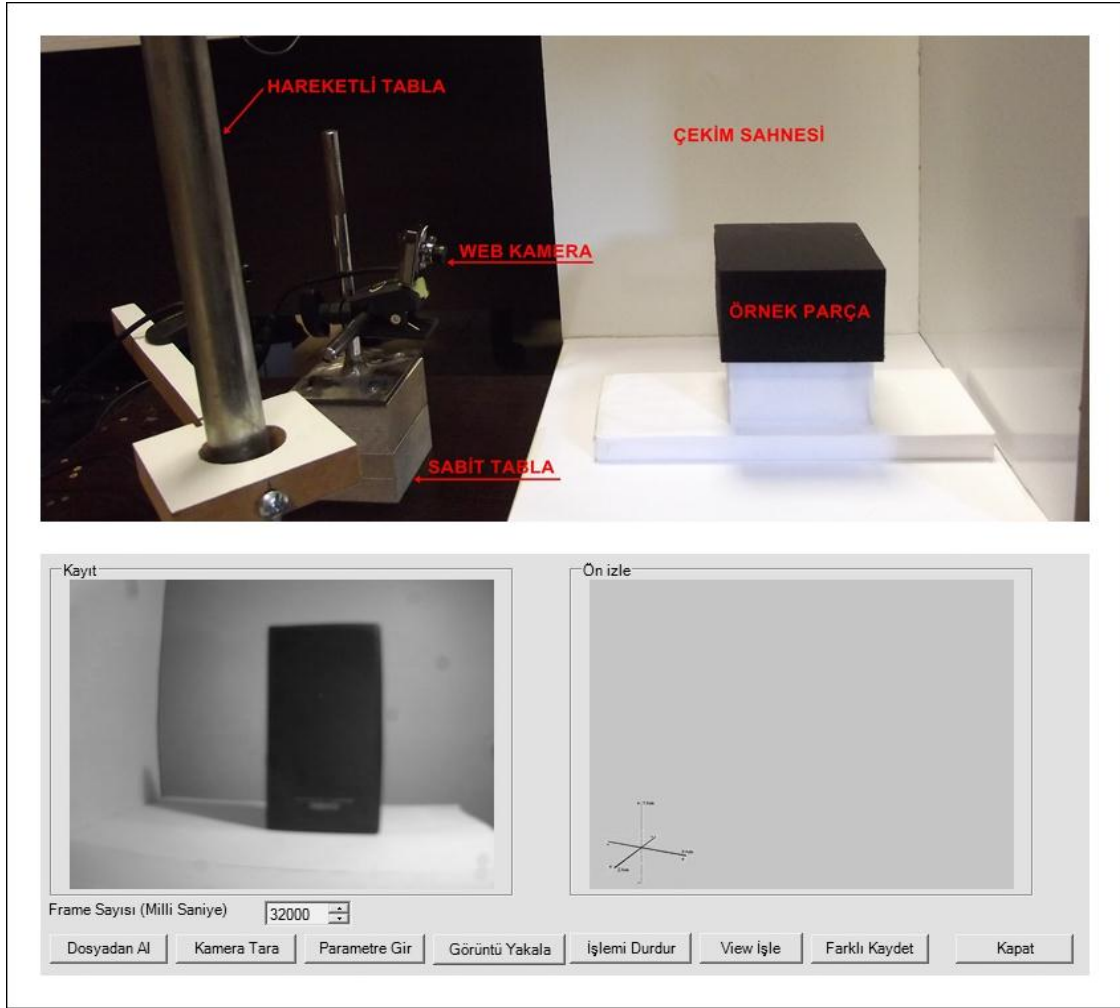 HAREKETLİ TABLA
ÇEKİM SAHNESİ
WEB KAMERA
ÖRNEK PARÇA
SABİT TABLA
Kayıt
Ön izle
Frame Sayısı (Milli Saniye)
32000
Dosyadan Al
Kamera Tara
Parametre Gir
Görüntü Yakala
İşlemi Durdur
View İşle
Farklı Kaydet
Kapat